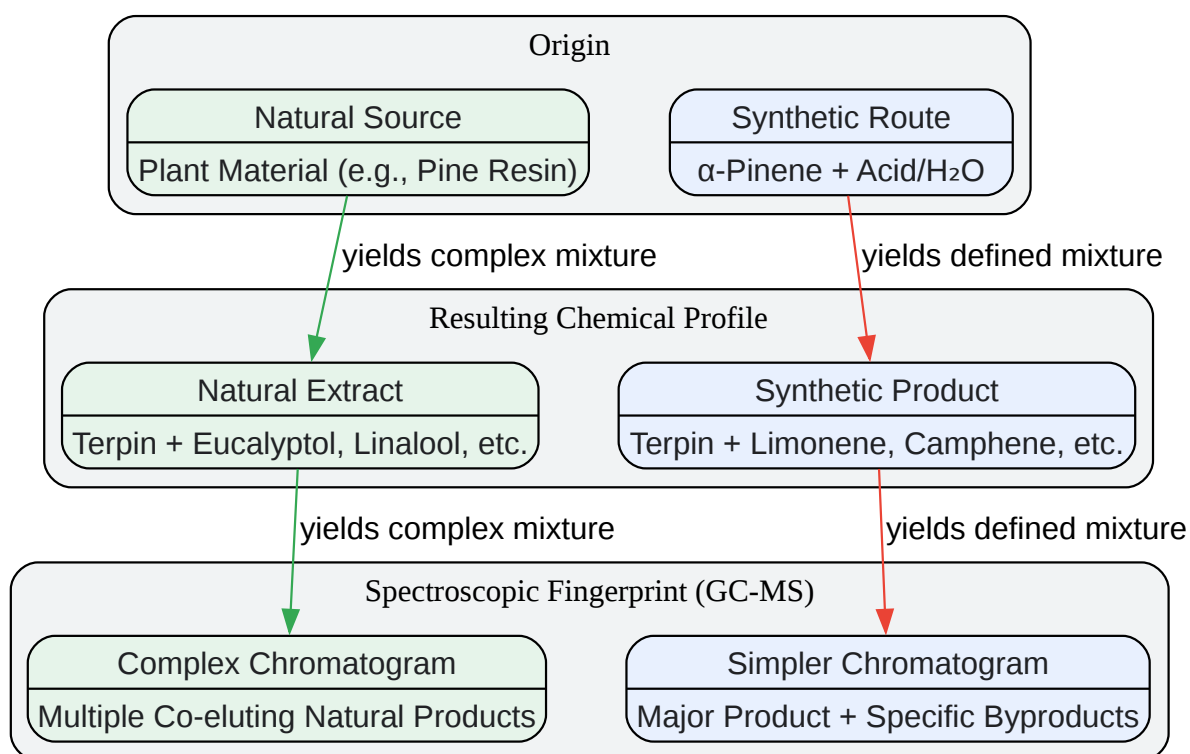 Origin
Natural Source
Plant Material (e.g., Pine Resin)
Synthetic Route
α-Pinene + Acid/H₂O
yields complex mixture
yields defined mixture
Resulting Chemical Profile
Natural Extract
Terpin + Eucalyptol, Linalool, etc.
Synthetic Product
Terpin + Limonene, Camphene, etc.
yields complex mixture
yields defined mixture
Spectroscopic Fingerprint (GC-MS)
Complex Chromatogram
Multiple Co-eluting Natural Products
Simpler Chromatogram
Major Product + Specific Byproducts